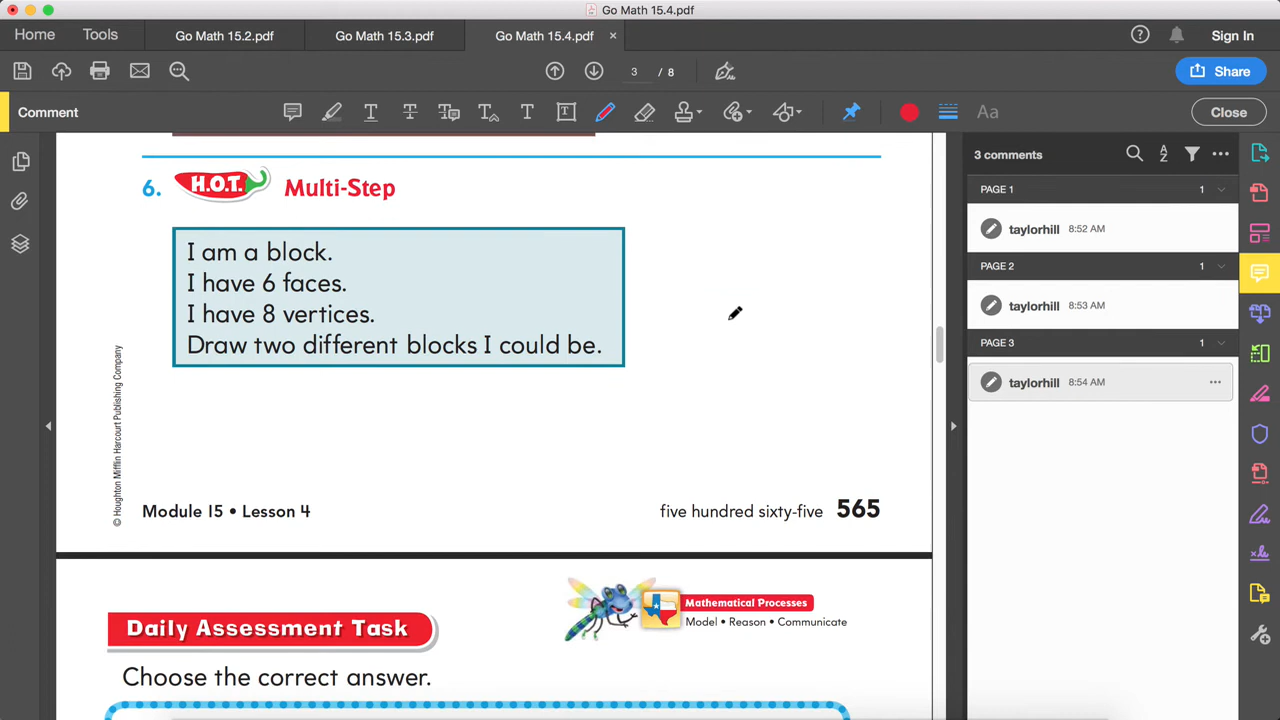 Go Math 15.4.pdf
Home
Tools
Go Math 15.2.pdf
Go Math 15.3.pdf
Go Math 15.4.pdf ×
Sign In
3 / 8
Share
Comment
Aa
Close
6. H.O.T. Multi-Step
I am a block.
I have 6 faces.
I have 8 vertices.
Draw two different blocks I could be.
© Houghton Mifflin Harcourt Publishing Company
Module 15 • Lesson 4
five hundred sixty-five 565
Daily Assessment Task
Mathematical Processes
Model • Reason • Communicate
Choose the correct answer.
3 comments
PAGE 1 1
taylorhill 8:52 AM
PAGE 2 1
taylorhill 8:53 AM
PAGE 3 1
taylorhill 8:54 AM